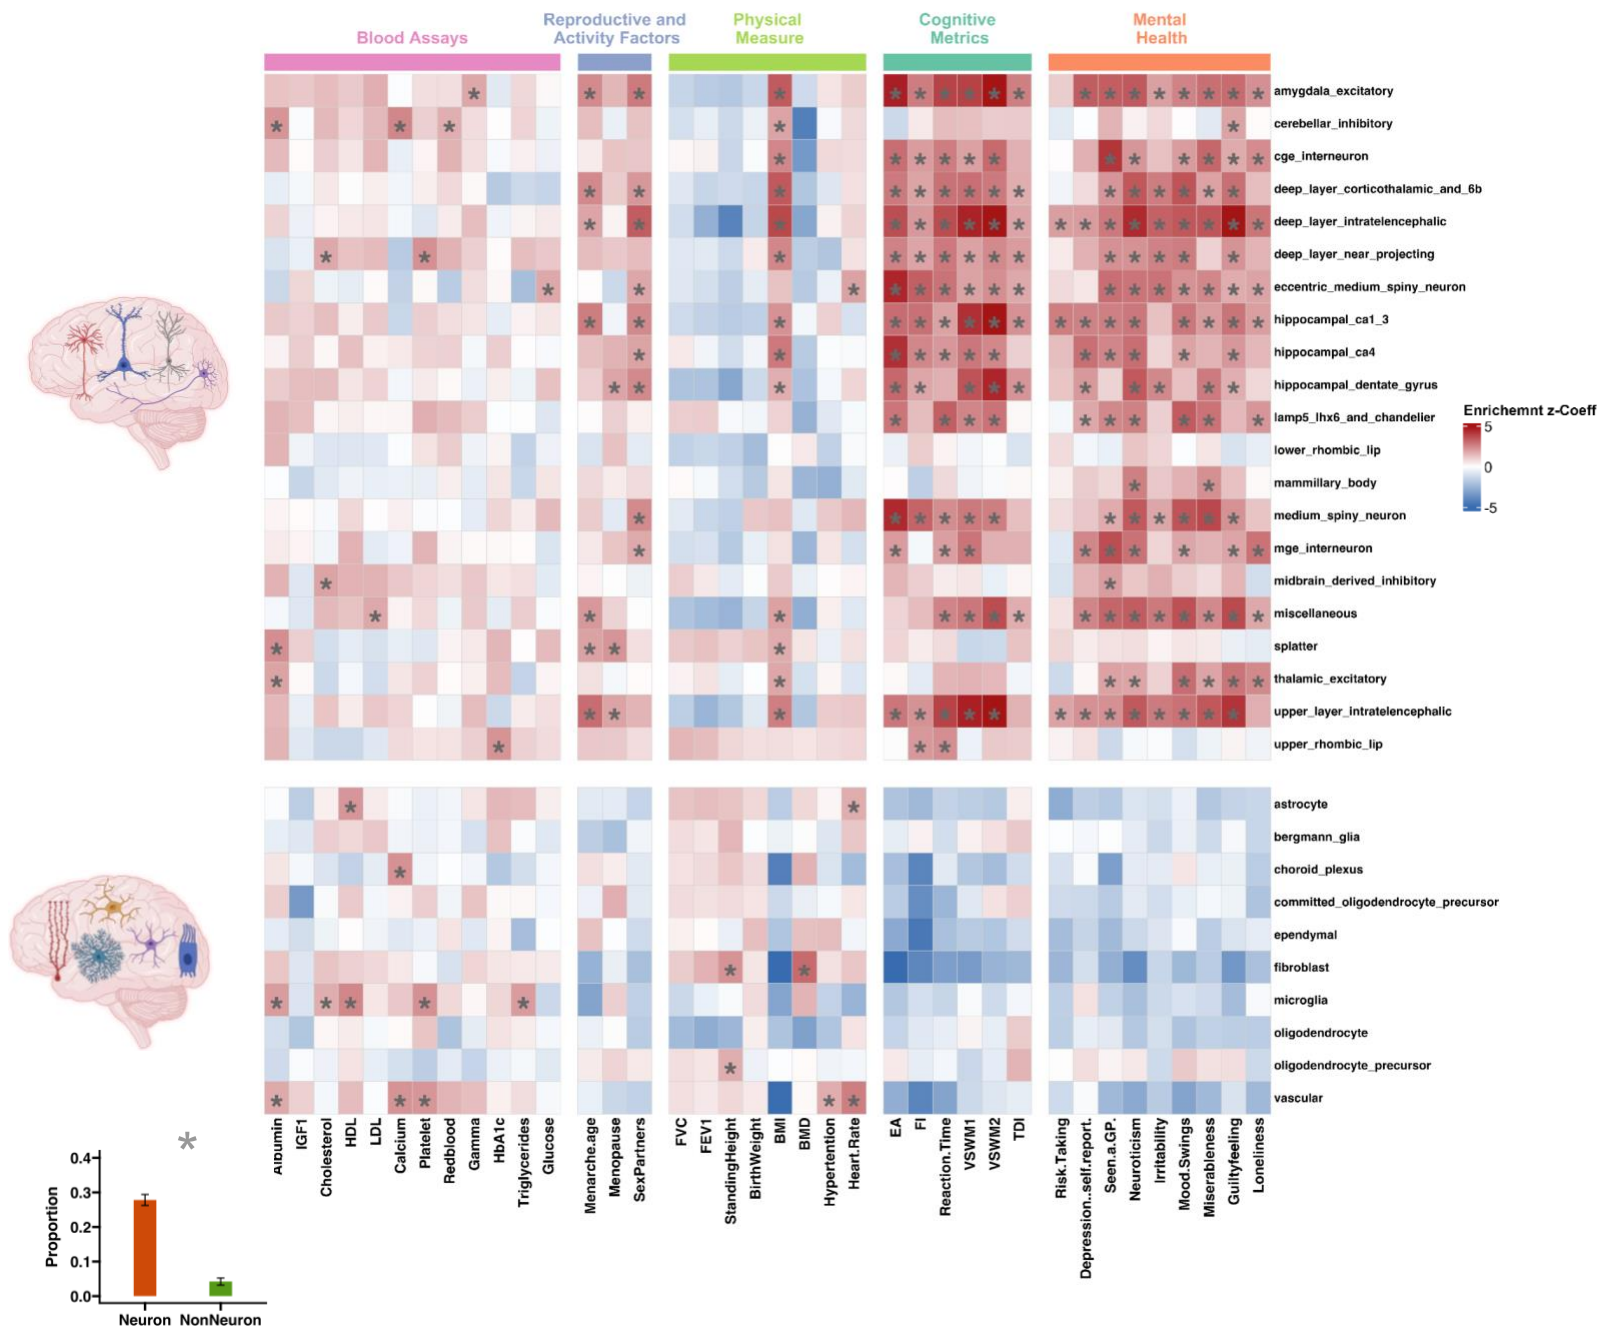 Blood Assays
Reproductive and
Activity Factors
Physical
Measure
Cognitive
Metrics
Mental
Health
amygdala_excitatory
cerebellar_inhibitory
cge_interneuron
deep_layer_corticothalamic_and_6b
deep_layer_intratelencephalic
deep_layer_near_projecting
eccentric_medium_spiny_neuron
hippocampal_ca1_3
hippocampal_ca4
hippocampal_dentate_gyrus
lamp5_lhx6_and_chandelier
lower_rhombic_lip
mammillary_body
medium_spiny_neuron
mge_interneuron
midbrain_derived_inhibitory
miscellaneous
splatter
thalamic_excitatory
upper_layer_intratelencephalic
upper_rhombic_lip
Enrichemnt z-Coeff
5
0
-5
astrocyte
bergmann_glia
choroid_plexus
committed_oligodendrocyte_precursor
ependymal
fibroblast
microglia
oligodendrocyte
oligodendrocyte_precursor
vascular
Albumin
IGF1
Cholesterol
HDL
LDL
Calcium
Platelet
Redblood
Gamma
HbA1c
Triglycerides
Glucose
Menarche.age
Menopause
SexPartners
FVC
FEV1
StandingHeight
BirthWeight
BMI
BMD
Hypertention
Heart.Rate
EA
FI
Reaction.Time
VSWM1
VSWM2
TDI
Risk.Taking
Depression..self.report.
Seen.a.GP.
Neuroticism
Irritability
Mood.Swings
Miserableness
Guiltyfeeling
Loneliness
*
Proportion
0.4
0.3
0.2
0.1
0.0
Neuron NonNeuron